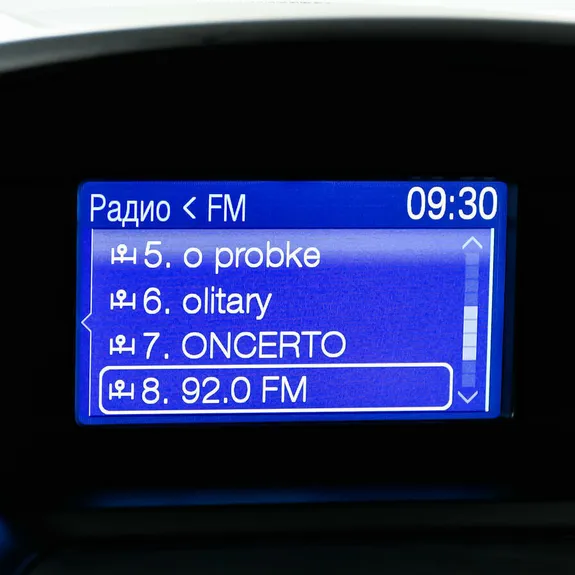 Радио < FM 09:30
5. o probke
6. olitary
7. ONCERTO
8. 92.0 FM